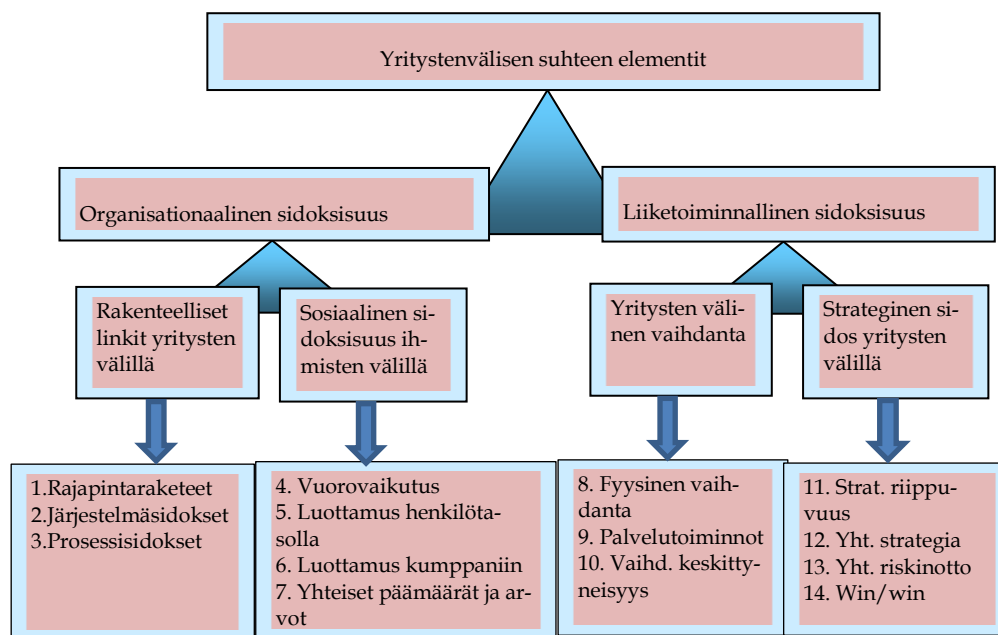 Yritystenvälisen suhteen elementit
Organisationaalinen sidoksisuus
Liiketoiminnallinen sidoksisuus
Rakenteelliset
linkit yritysten
välillä
Sosiaalinen si-
doksisuus ih-
misten välillä
Yritysten väli-
nen vaihdanta
Strateginen si-
dos yritysten
välillä
1.Rajapintaraketeet
2.Järjestelmäsidokset
3.Prosessisidokset
4. Vuorovaikutus
5. Luottamus henkilöta-
solla
6. Luottamus kumppaniin
7. Yhteiset päämäärät ja ar-
vot
8. Fyysinen vaih-
danta
9. Palvelutoiminnot
10. Vaihd. keskitty-
neisyys
11. Strat. riippu-
vuus
12. Yht. strategia
13. Yht. riskinotto
14. Win/win